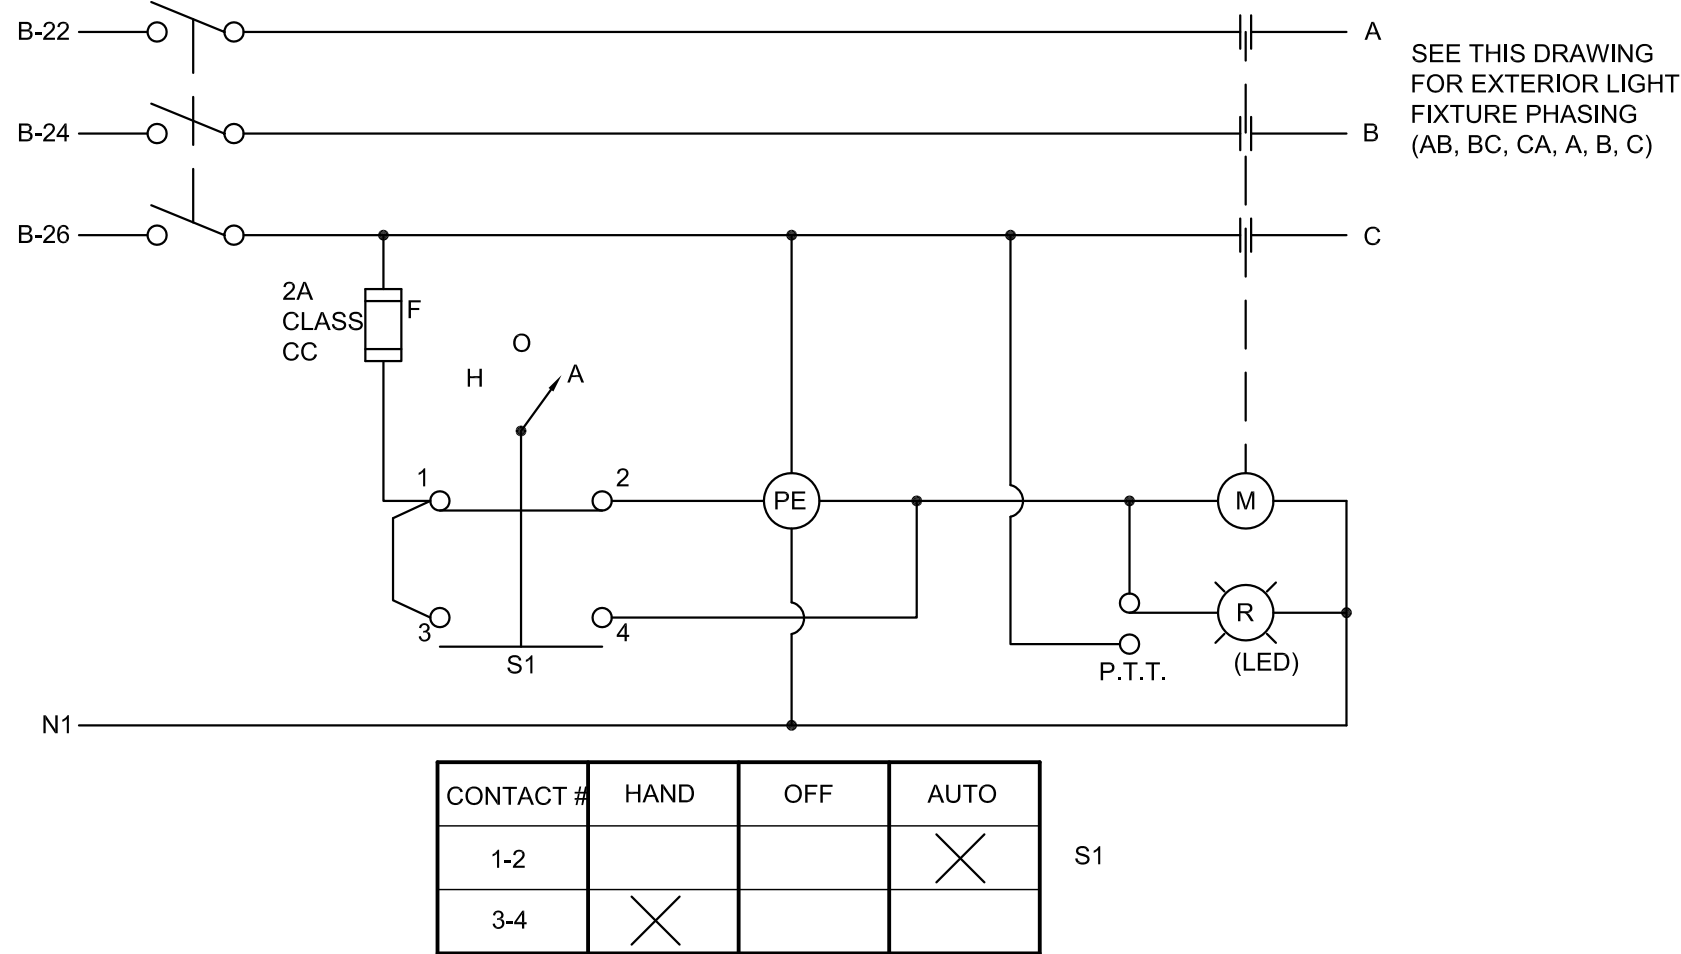 B-22
A
SEE THIS DRAWING
FOR EXTERIOR LIGHT
FIXTURE PHASING
(AB, BC, CA, A, B, C)
B-24
B
B-26
C
2A
CLASS
CC
F
O
H
A
1
2
PE
M
3
4
S1
R
(LED)
P.T.T.
N1
CONTACT # HAND OFF AUTO
1-2
S1
3-4